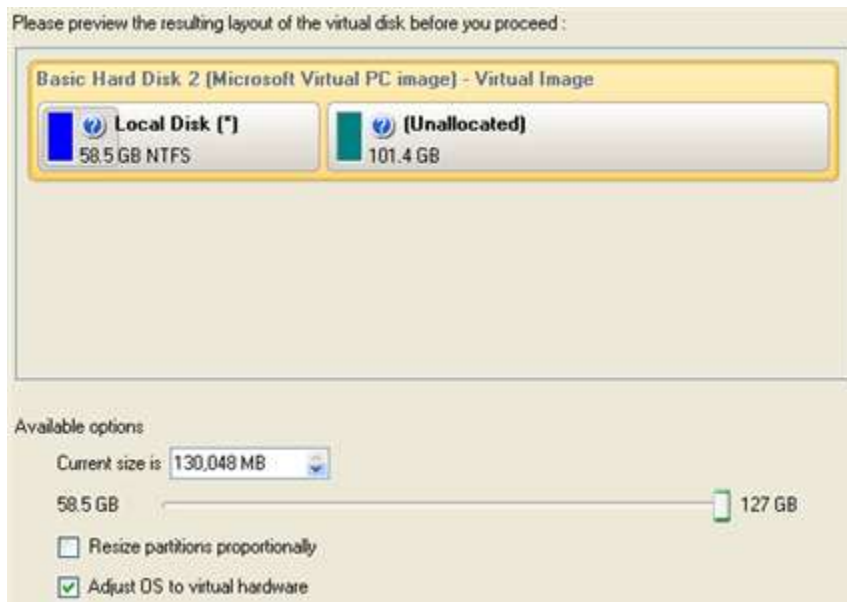 Please preview the resulting layout of the virtual disk before you proceed :
Basic Hard Disk 2 (Microsoft Virtual PC image) - Virtual Image
Local Disk (*)
58.5 GB NTFS
(Unallocated)
101.4 GB
Available options
Current size is 130,048 MB
58.5 GB 127 GB
Resize partitions proportionally
Adjust OS to virtual hardware